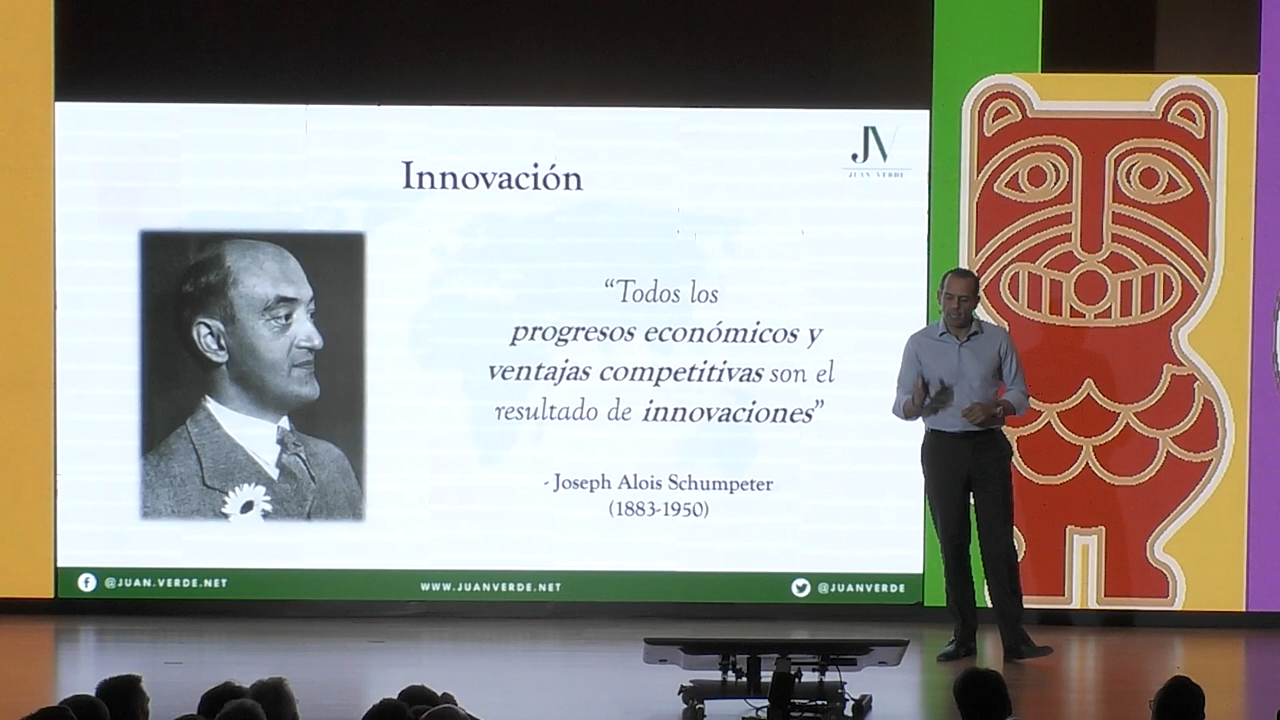 JV
JUAN VERDE
Innovación
“Todos los
progresos económicos y
ventajas competitivas son el
resultado de innovaciones”
- Joseph Alois Schumpeter
(1883-1950)
@JUAN.VERDE.NET
WWW.JUANVERDE.NET
@JUANVERDE